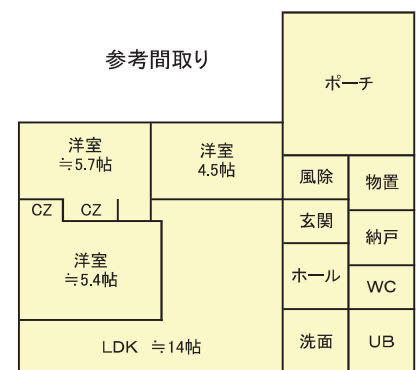 参考間取り
ポーチ
洋室
≒5.7帖
洋室
4.5帖
風除
物置
CZ
CZ
玄関
納戸
洋室
≒5.4帖
ホール
WC
LDK ≒14帖
洗面
UB